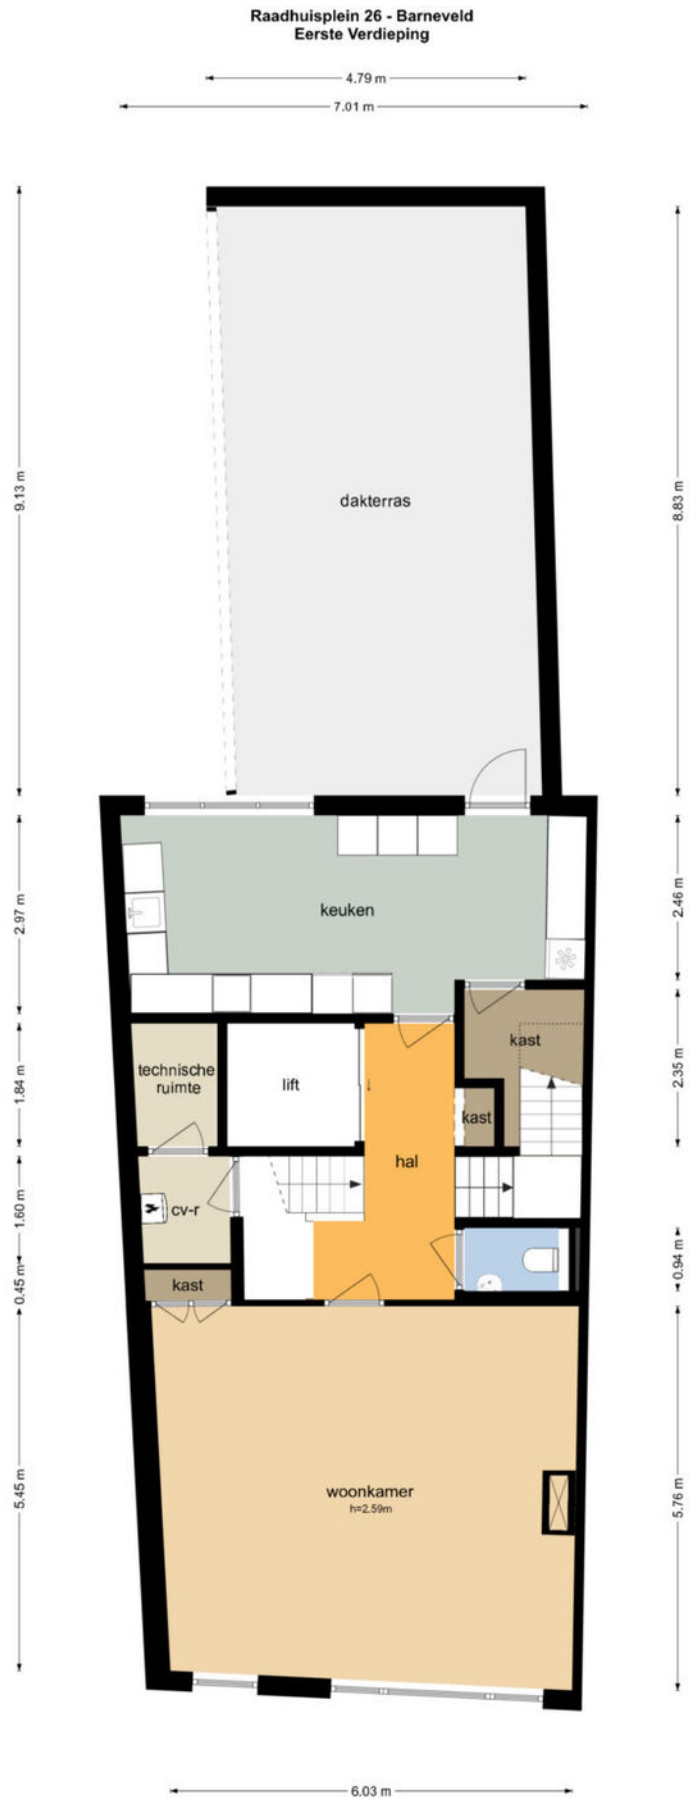 Raadhuisplein 26 - Barneveld
Eerste Verdieping
4.79 m
7.01 m
9.13 m
8.83 m
dakterras
2.97 m
keuken
2.46 m
kast
2.35 m
technische
ruimte
lift
1.84 m
kast
hal
cv-r
1.60 m
kast
0.45 m
0.94 m
woonkamer
h=2.59m
5.45 m
5.76 m
6.03 m